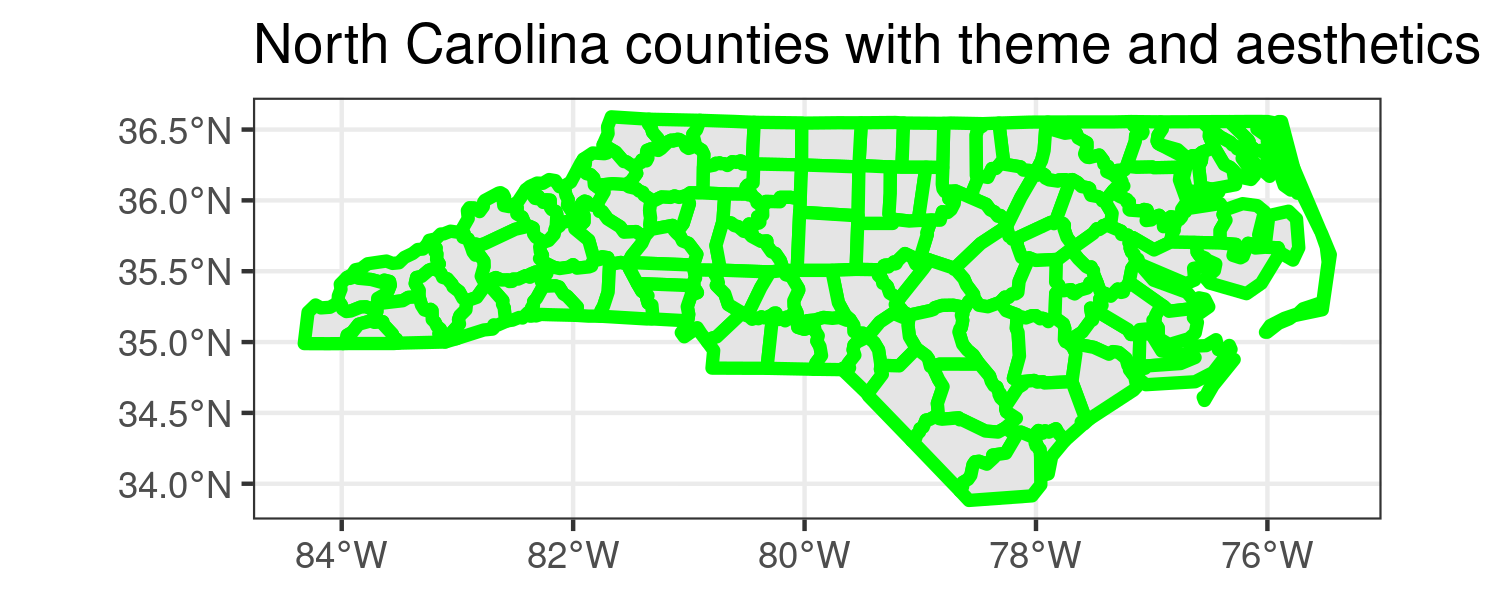 North Carolina counties with theme and aesthetics
36.5°N
36.0°N
35.5°N
35.0°N
34.5°N
34.0°N
84°W 82°W 80°W 78°W 76°W